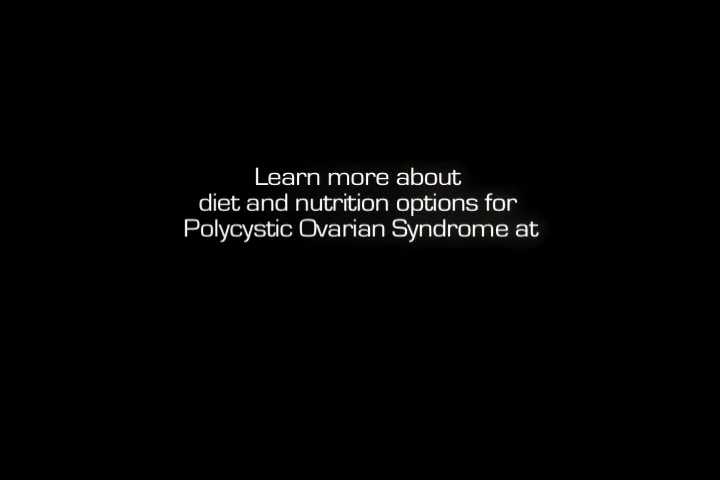 Learn more about
diet and nutrition options for
Polycystic Ovarian Syndrome at